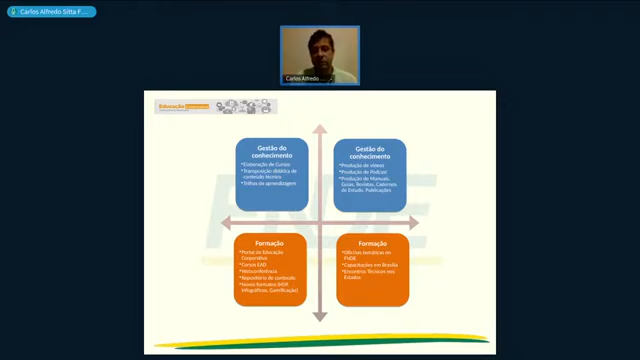 Carlos Alfredo Sitta F...
Carlos Alfredo ...
Educação
Gestão do
conhecimento
•Elaboração de Cursos
•Transposição didática de
conteúdo técnico
•Trilhas de aprendizagem
Gestão do
conhecimento
•Produção de vídeos
•Produção de Podcast
•Produção de Manuais,
Guias, Revistas, Cadernos
de Estudo, Publicações
FNDE
Formação
•Portal de Educação
Corporativa
•Cursos EAD
•Webconferência
•Repositório de conteúdo
•Novos formatos (H5P,
Infográficos, Gamificação)
Formação
•Oficinas temáticas no
FNDE
•Capacitações em Brasília
•Encontros Técnicos nos
Estados